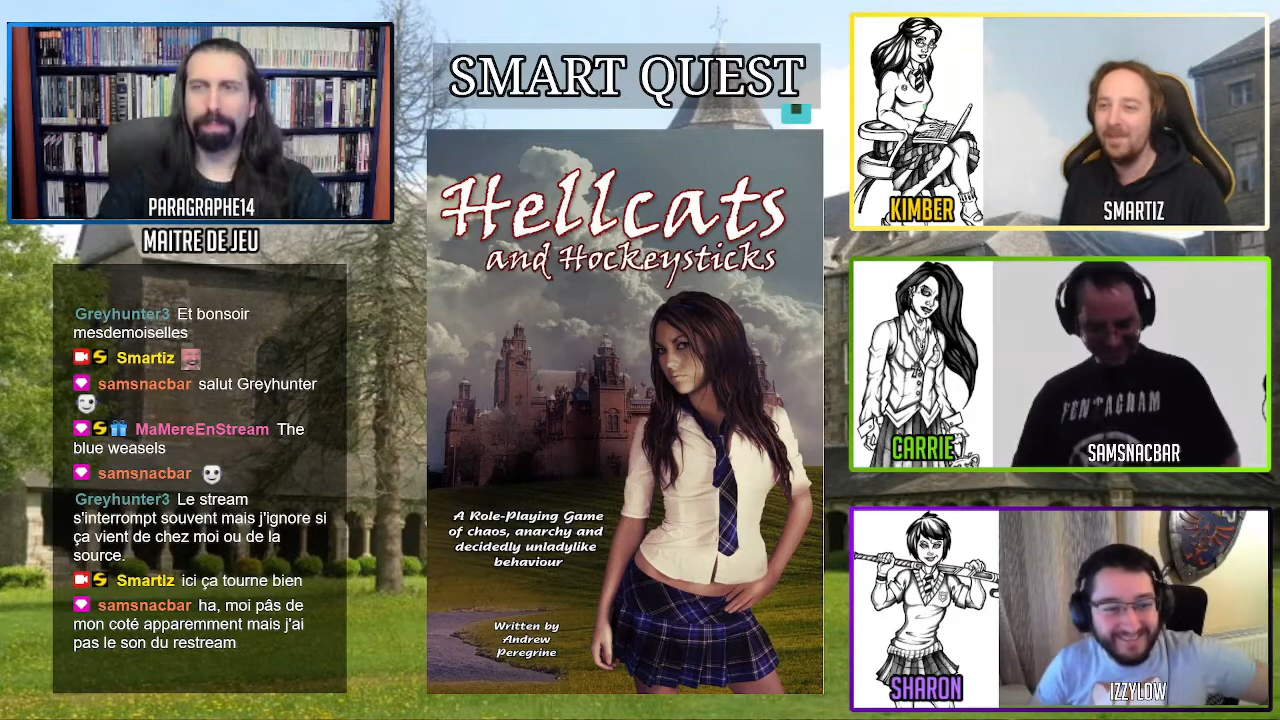 SMART QUEST
PARAGRAPHE14
MAITRE DE JEU
Greyhunter3 Et bonsoir
mesdemoiselles
Smartiz
samsnacbar salut Greyhunter
MaMereEnStream The
blue weasels
samsnacbar
Greyhunter3 Le stream
s'interrompt souvent mais j'ignore si
ça vient de chez moi ou de la
source.
Smartiz ici ça tourne bien
samsnacbar ha, moi pâs de
mon coté apparemment mais j'ai
pas le son du restream
Hellcats
and Hockeysticks
A Role-Playing Game
of chaos, anarchy and
decidedly unladylike
behaviour
Written by
Andrew
Peregrine
KIMBER
SMARTIZ
PENTAGRAM
CARRIE
SAMSNACBAR
SHARON
IZZYLOW